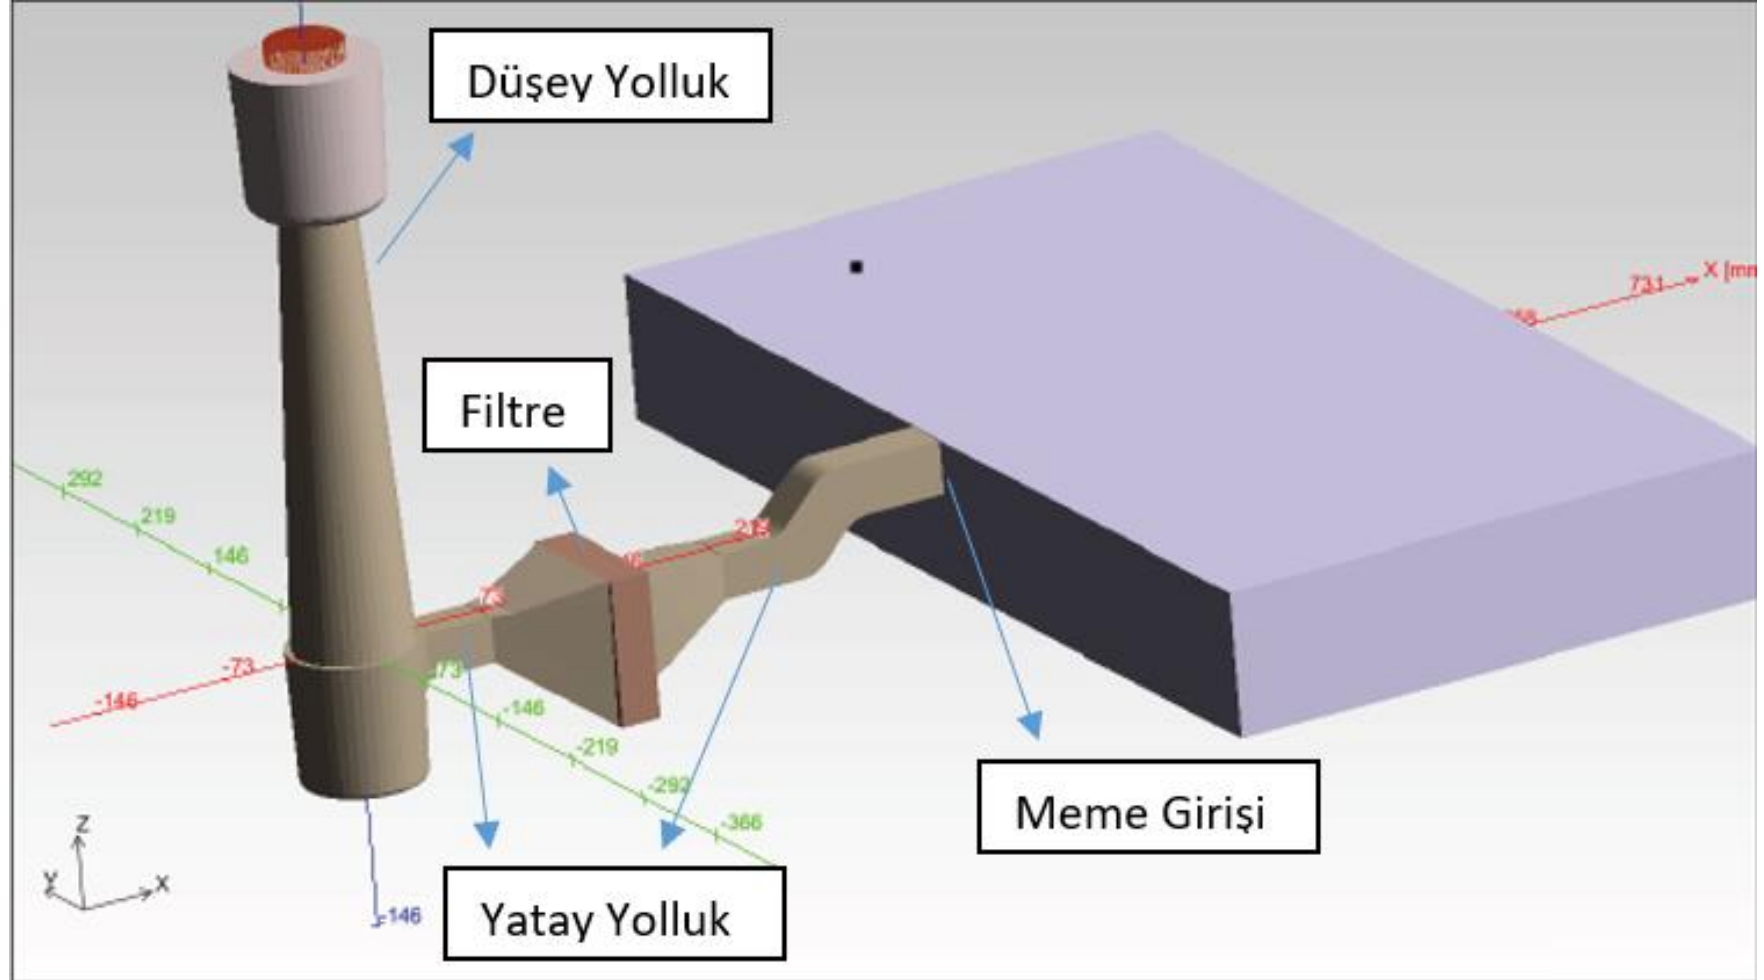 Düşey Yolluk
Filtre
Meme Girişi
Yatay Yolluk
292
219
146
-73
-146
73
-146
-219
-292
-366
731
X [mm
Z
Y
X
-146